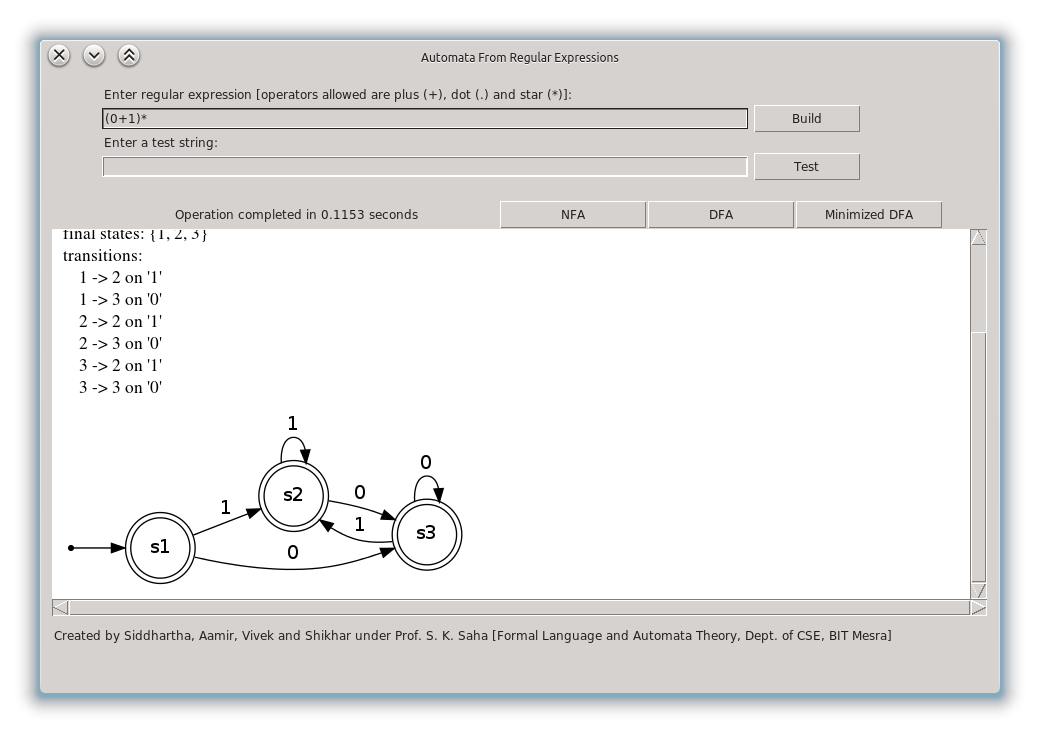 Automata From Regular Expressions
Enter regular expression [operators allowed are plus (+), dot (.) and star (*)]:
(0+1)*
Build
Enter a test string:
Test
Operation completed in 0.1153 seconds
NFA
DFA
Minimized DFA
final states: {1, 2, 3}
transitions:
1 -> 2 on '1'
1 -> 3 on '0'
2 -> 2 on '1'
2 -> 3 on '0'
3 -> 2 on '1'
3 -> 3 on '0'
1
0
s2
0
1
1
s3
s1
0
Created by Siddhartha, Aamir, Vivek and Shikhar under Prof. S. K. Saha [Formal Language and Automata Theory, Dept. of CSE, BIT Mesra]